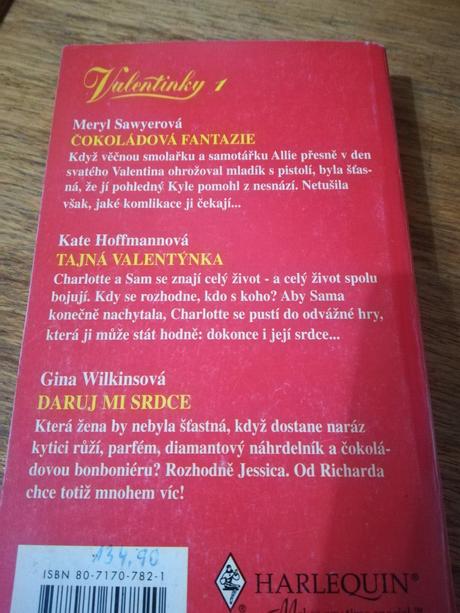 Valentinky 1
Meryl Sawyerová
ČOKOLÁDOVÁ FANTAZIE
Když věčnou smolařku a samotářku Allie přesně v den
svatého Valentina ohrožoval mladík s pistolí, byla šťas-
ná, že jí pohledný Kyle pomohl z nesnází. Netušila
však, jaké komlikace ji čekají...
Kate Hoffmannová
TAJNÁ VALENTÝNKA
Charlotte a Sam se znají celý život - a celý život spolu
bojují. Kdy se rozhodne, kdo s koho? Aby Sama
konečně nachytala, Charlotte se pustí do odvážné hry,
která ji může stát hodně: dokonce i její srdce...
Gina Wilkinsová
DARUJ MI SRDCE
Která žena by nebyla šťastná, když dostane naráz
kytici růží, parfém, diamantový náhrdelník a čokolá-
dovou bonboniéru? Rozhodně Jessica. Od Richarda
chce totiž mnohem víc!
134,90
ISBN 80-7170-782-1
HARLEQUIN®